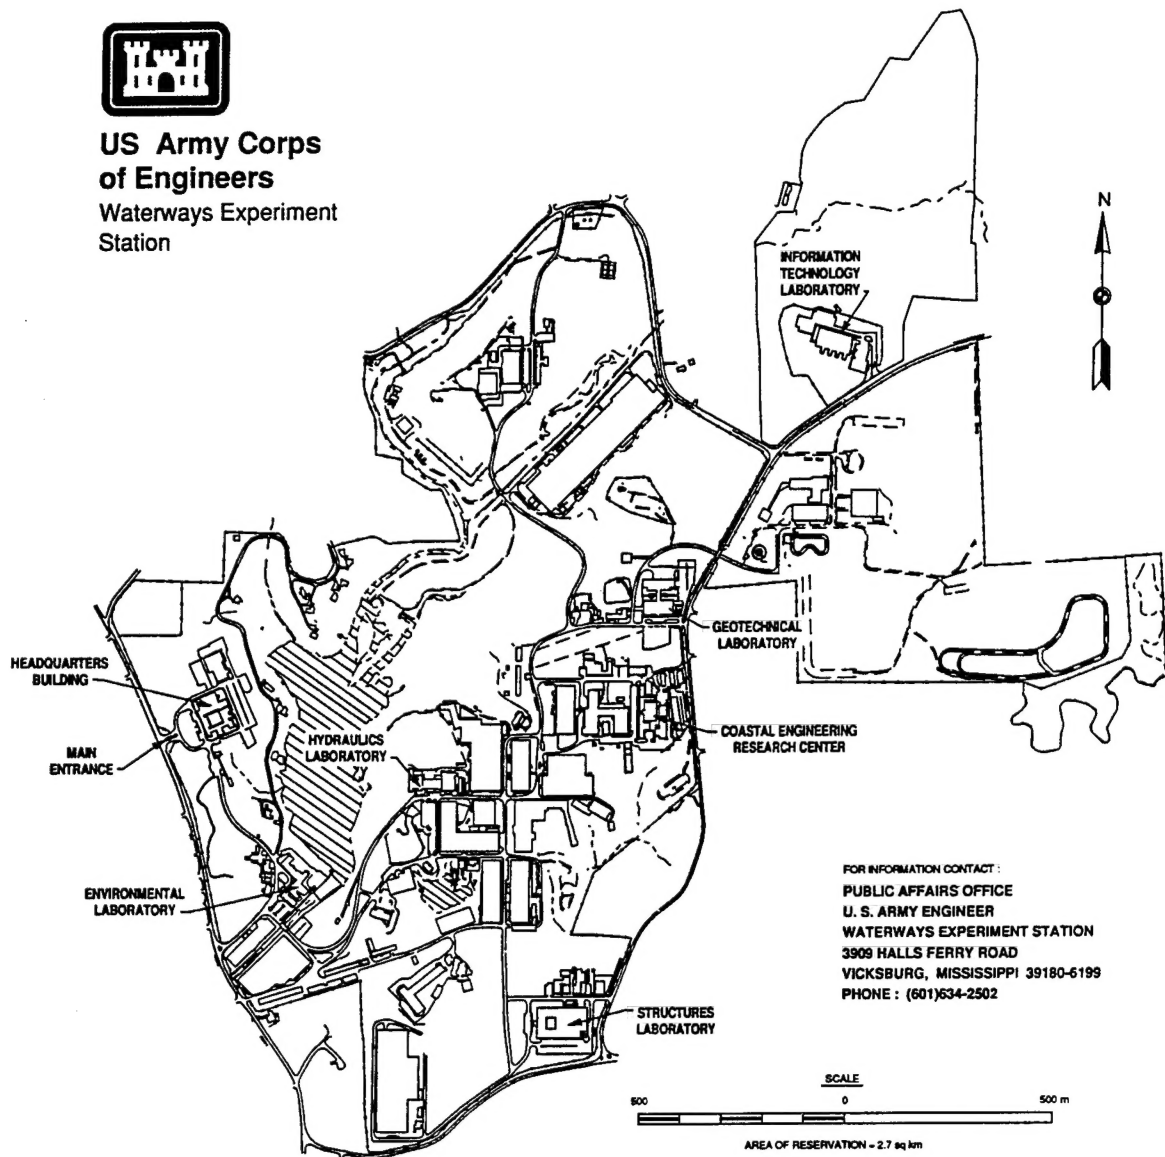 US Army Corps
of Engineers
Waterways Experiment
Station
N
INFORMATION
TECHNOLOGY
LABORATORY
GEOTECHNICAL
LABORATORY
HEADQUARTERS
BUILDING
MAIN
ENTRANCE
HYDRAULICS
LABORATORY
COASTAL ENGINEERING
RESEARCH CENTER
ENVIRONMENTAL
LABORATORY
STRUCTURES
LABORATORY
FOR INFORMATION CONTACT :
PUBLIC AFFAIRS OFFICE
U. S. ARMY ENGINEER
WATERWAYS EXPERIMENT STATION
3909 HALLS FERRY ROAD
VICKSBURG, MISSISSIPPI 39180-6199
PHONE : (601)634-2502
SCALE
500 0 500 m
AREA OF RESERVATION = 2.7 sq km